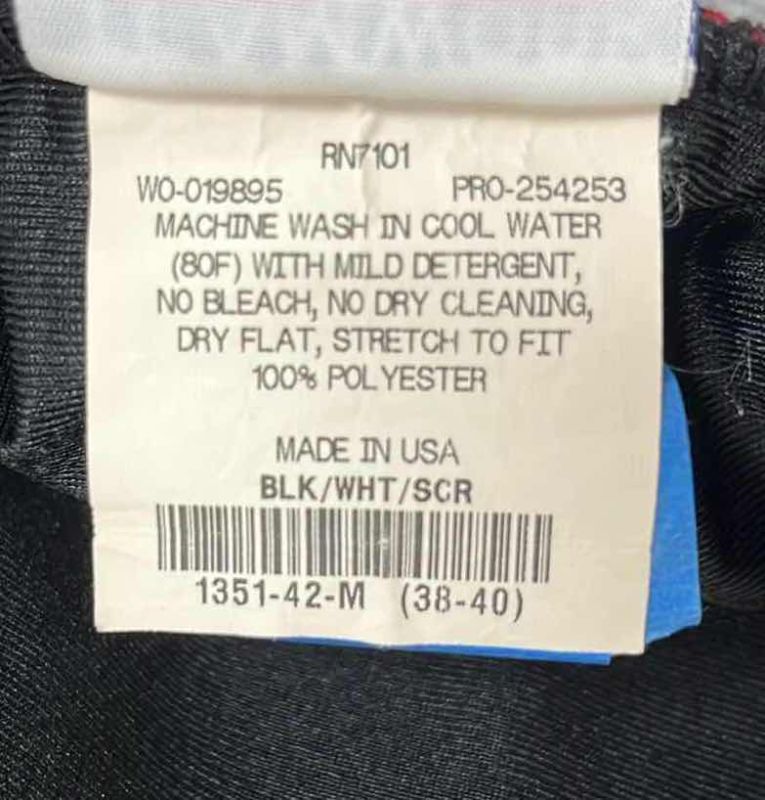 RN7101
WO-019895 PRO-254253
MACHINE WASH IN COOL WATER
(80F) WITH MILD DETERGENT,
NO BLEACH, NO DRY CLEANING,
DRY FLAT, STRETCH TO FIT
100% POLYESTER
MADE IN USA
BLK/WHT/SCR
1351-42-M (38-40)